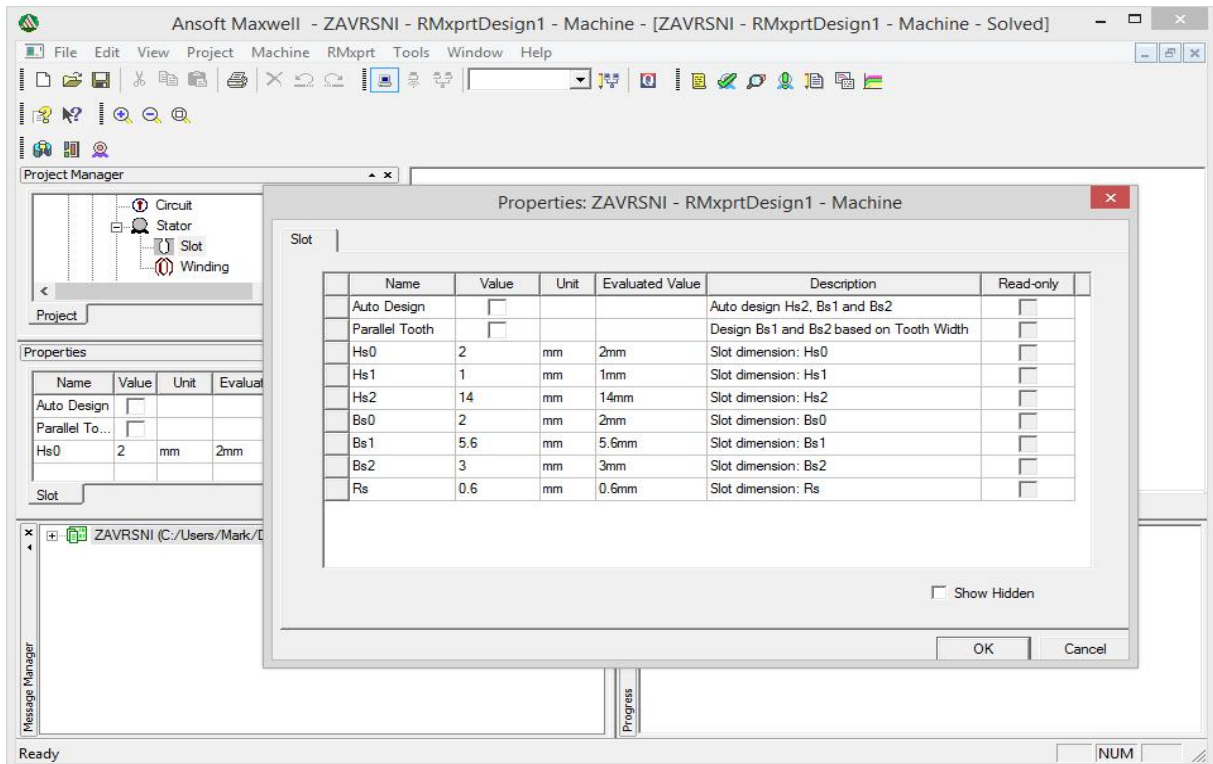 Ansoft Maxwell - ZAVRSNI - RMxprtDesign1 - Machine - [ZAVRSNI - RMxprtDesign1 - Machine - Solved]
File Edit View Project Machine RMxprt Tools Window Help
Project Manager
Circuit
Stator
Slot
Winding
Project
Properties
Name Value Unit Evaluat
Auto Design
Parallel To...
Hs0 2 mm 2mm
Slot
Properties: ZAVRSNI - RMxprtDesign1 - Machine
Slot
Name Value Unit Evaluated Value Description Read-only
Auto Design Auto design Hs2, Bs1 and Bs2
Parallel Tooth Design Bs1 and Bs2 based on Tooth Width
Hs0 2 mm 2mm Slot dimension: Hs0
Hs1 1 mm 1mm Slot dimension: Hs1
Hs2 14 mm 14mm Slot dimension: Hs2
Bs0 2 mm 2mm Slot dimension: Bs0
Bs1 5.6 mm 5.6mm Slot dimension: Bs1
Bs2 3 mm 3mm Slot dimension: Bs2
Rs 0.6 mm 0.6mm Slot dimension: Rs
Show Hidden
OK Cancel
ZAVRSNI (C:/Users/Mark/D
Message Manager
Progress
Ready NUM